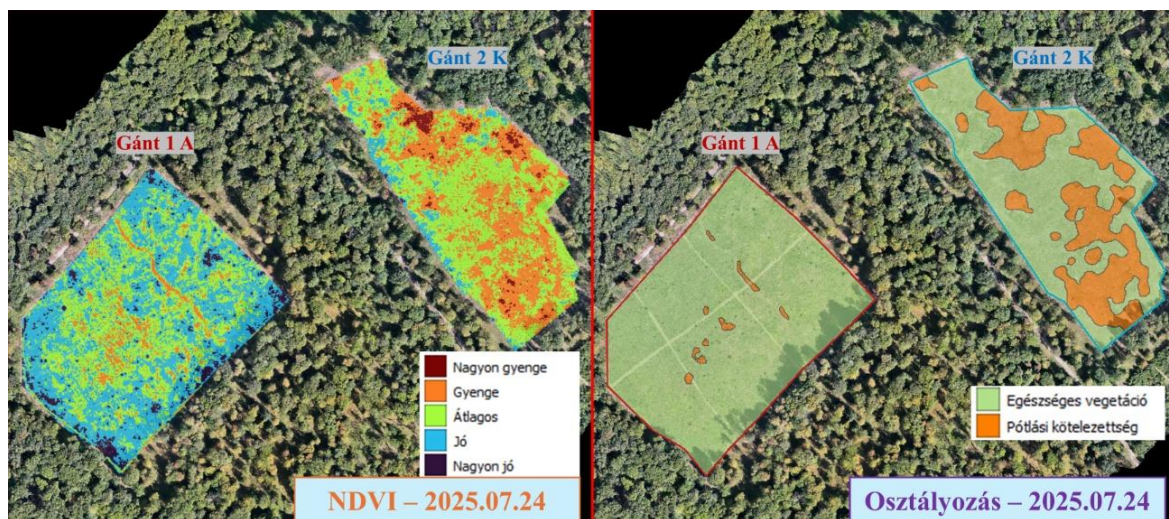 Gánt 2 K
Gánt 1 A
Nagyon gyenge
Gyenge
Átlagos
Jó
Nagyon jó
NDVI – 2025.07.24
Gánt 2 K
Gánt 1 A
Egészséges vegetáció
Pótlási kötelezettség
Osztályozás – 2025.07.24